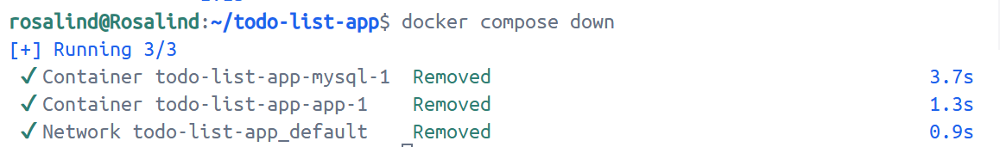 rosalind@Rosalind:~/todo-list-app$ docker compose down
[+] Running 3/3
✔ Container todo-list-app-mysql-1 Removed 3.7s
✔ Container todo-list-app-app-1 Removed 1.3s
✔ Network todo-list-app_default Removed 0.9s